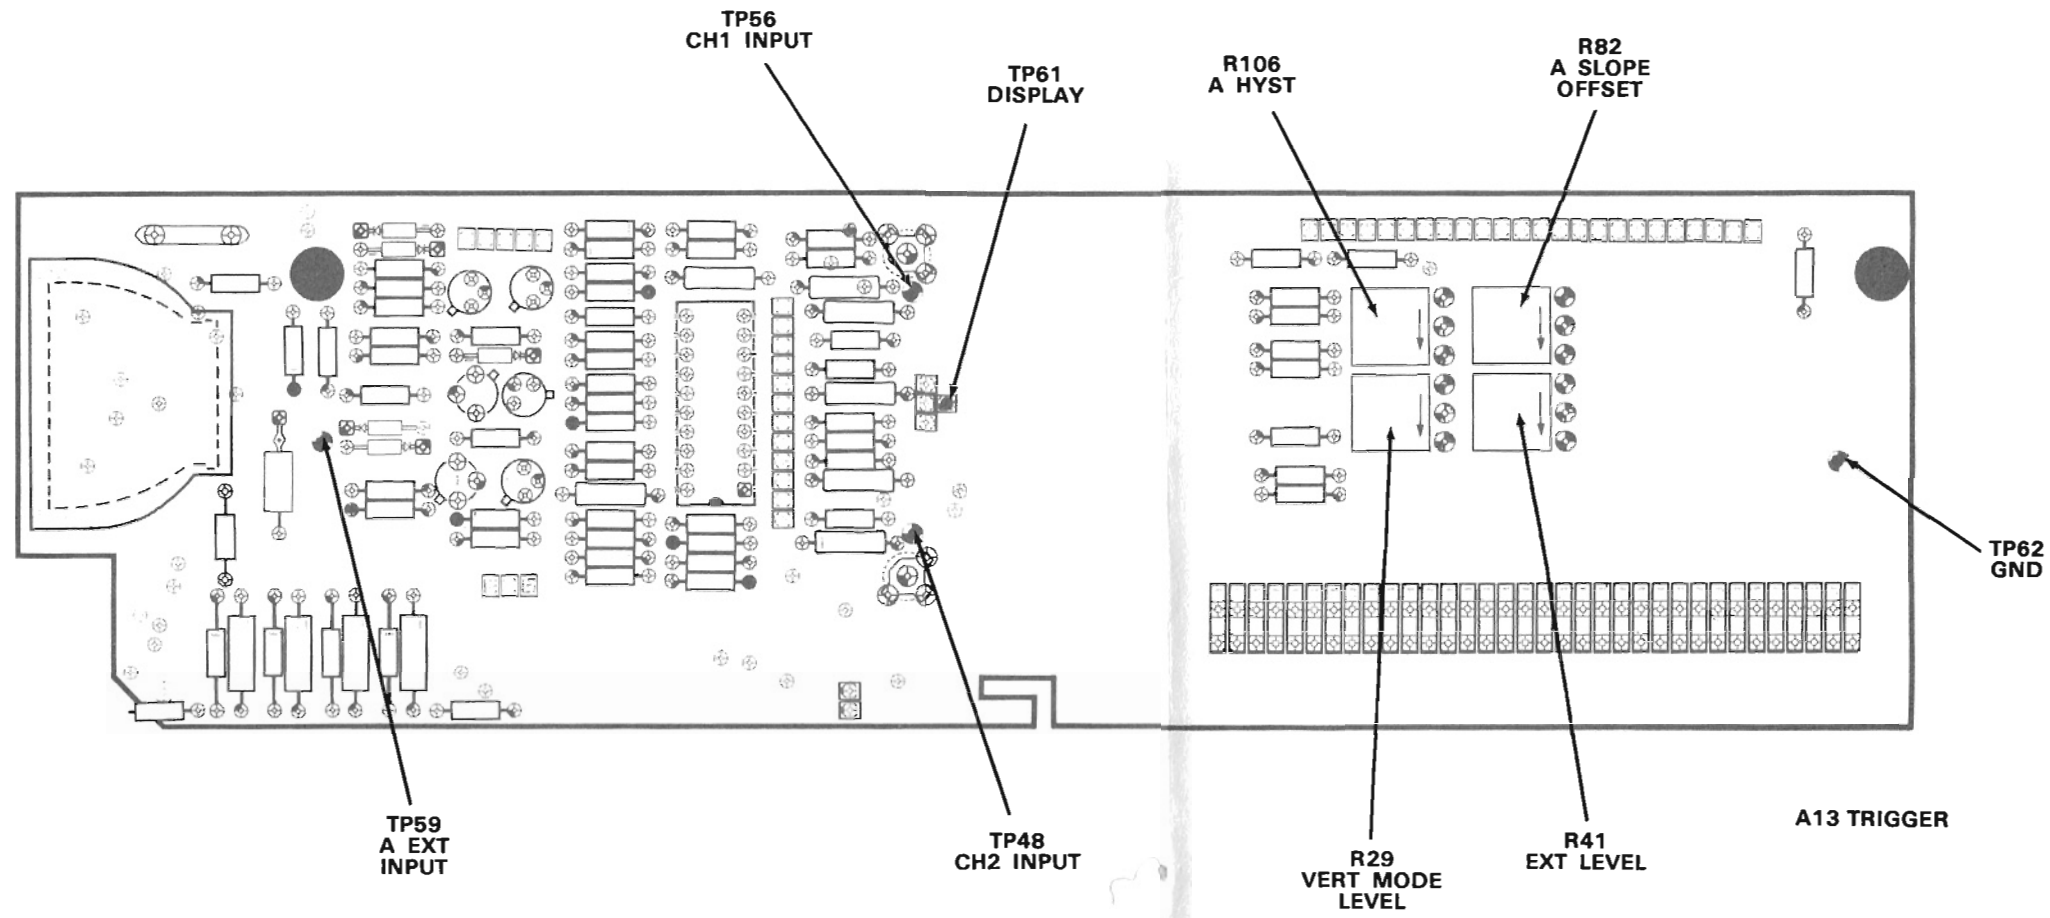 TP56
CH1 INPUT
TP61
DISPLAY
R106
A HYST
R82
A SLOPE
OFFSET
TP62
GND
TP59
A EXT
INPUT
TP48
CH2 INPUT
R29
VERT MODE
LEVEL
R41
EXT LEVEL
A13 TRIGGER